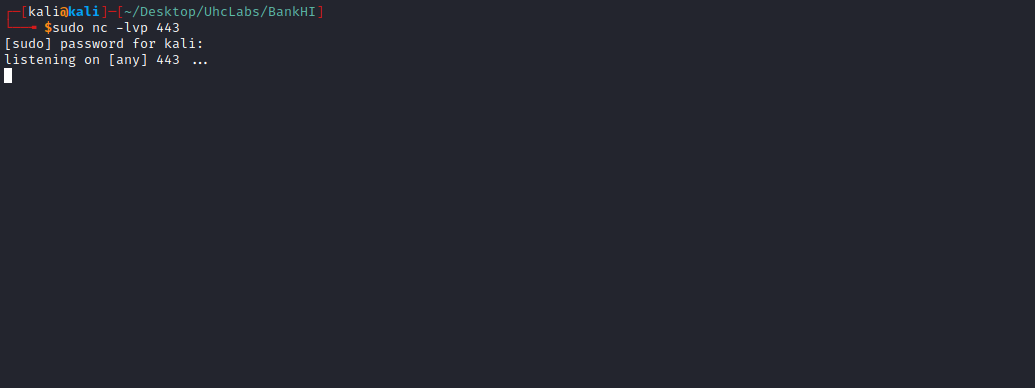 ┌─[kali@kali]─[~/Desktop/UhcLabs/BankHI]
└──╼ $sudo nc -lvp 443
[sudo] password for kali:
listening on [any] 443 ...